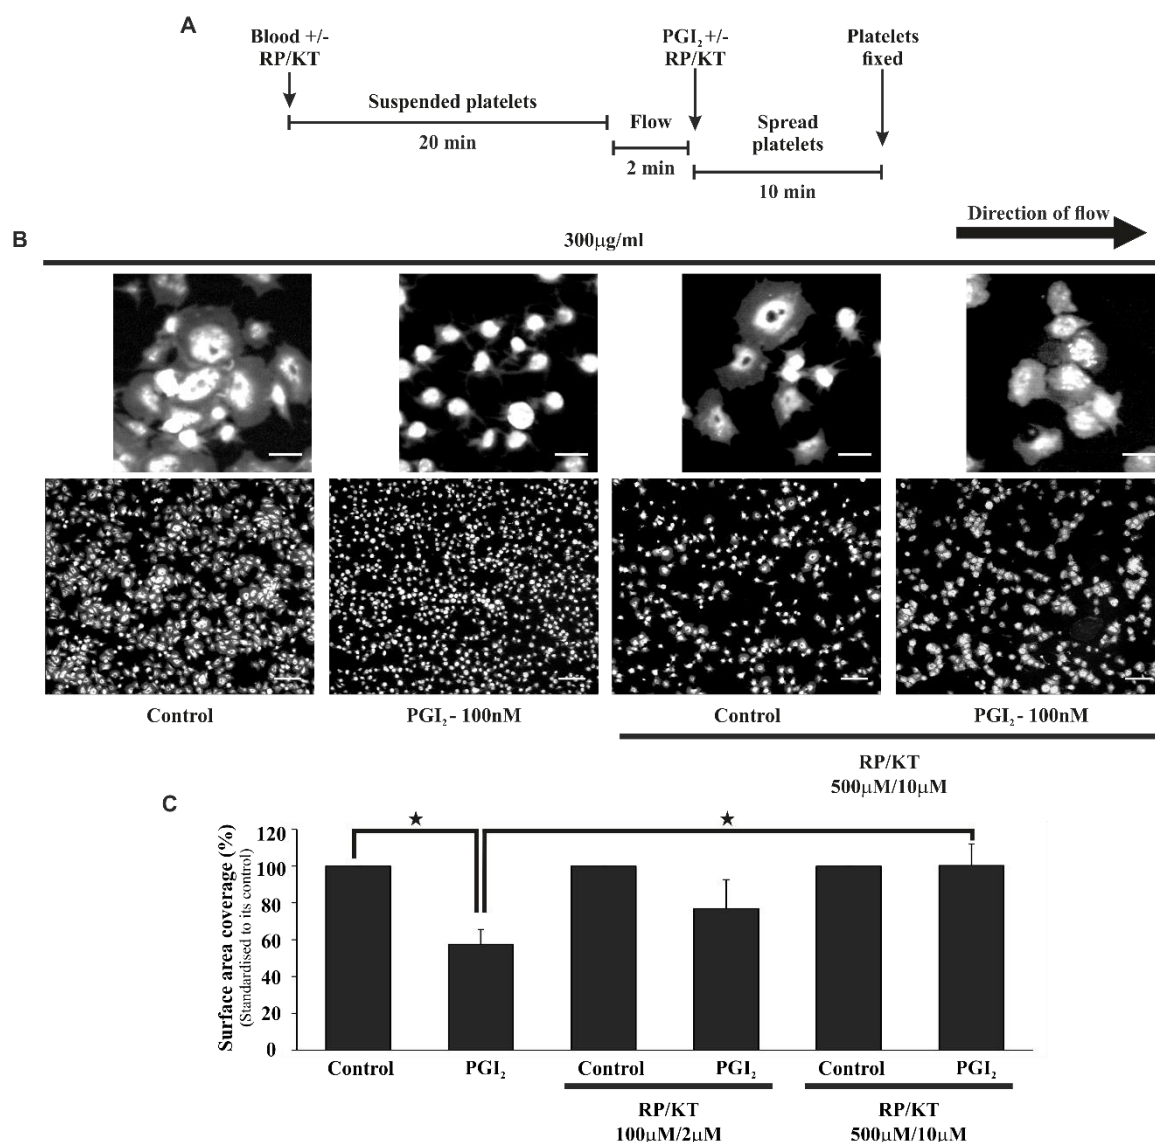 A
Blood +/-
RP/KT
PGI₂ +/-
RP/KT
Platelets
fixed
Suspended platelets
20 min
Flow
2 min
Spread
platelets
10 min
Direction of flow
B
300μg/ml
Control
PGI₂ - 100nM
Control
PGI₂ - 100nM
RP/KT
500μM/10μM
C
Surface area coverage (%)
(Standardised to its control)
120
100
80
60
40
20
0
Control
PGI₂
Control
PGI₂
Control
PGI₂
RP/KT
100μM/2μM
RP/KT
500μM/10μM